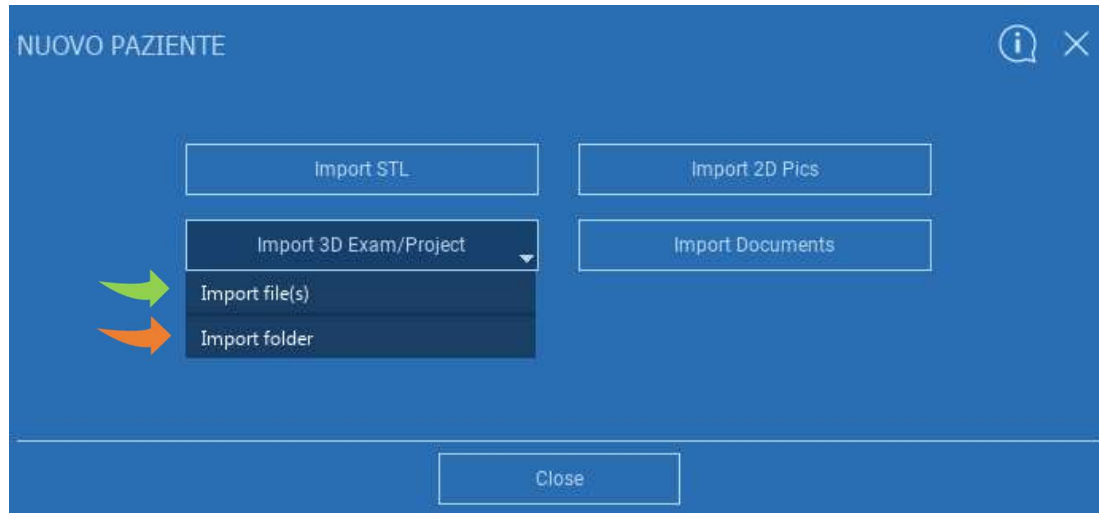 NUOVO PAZIENTE
Import STL
Import 2D Pics
Import 3D Exam/Project
Import Documents
Import file(s)
Import folder
Close